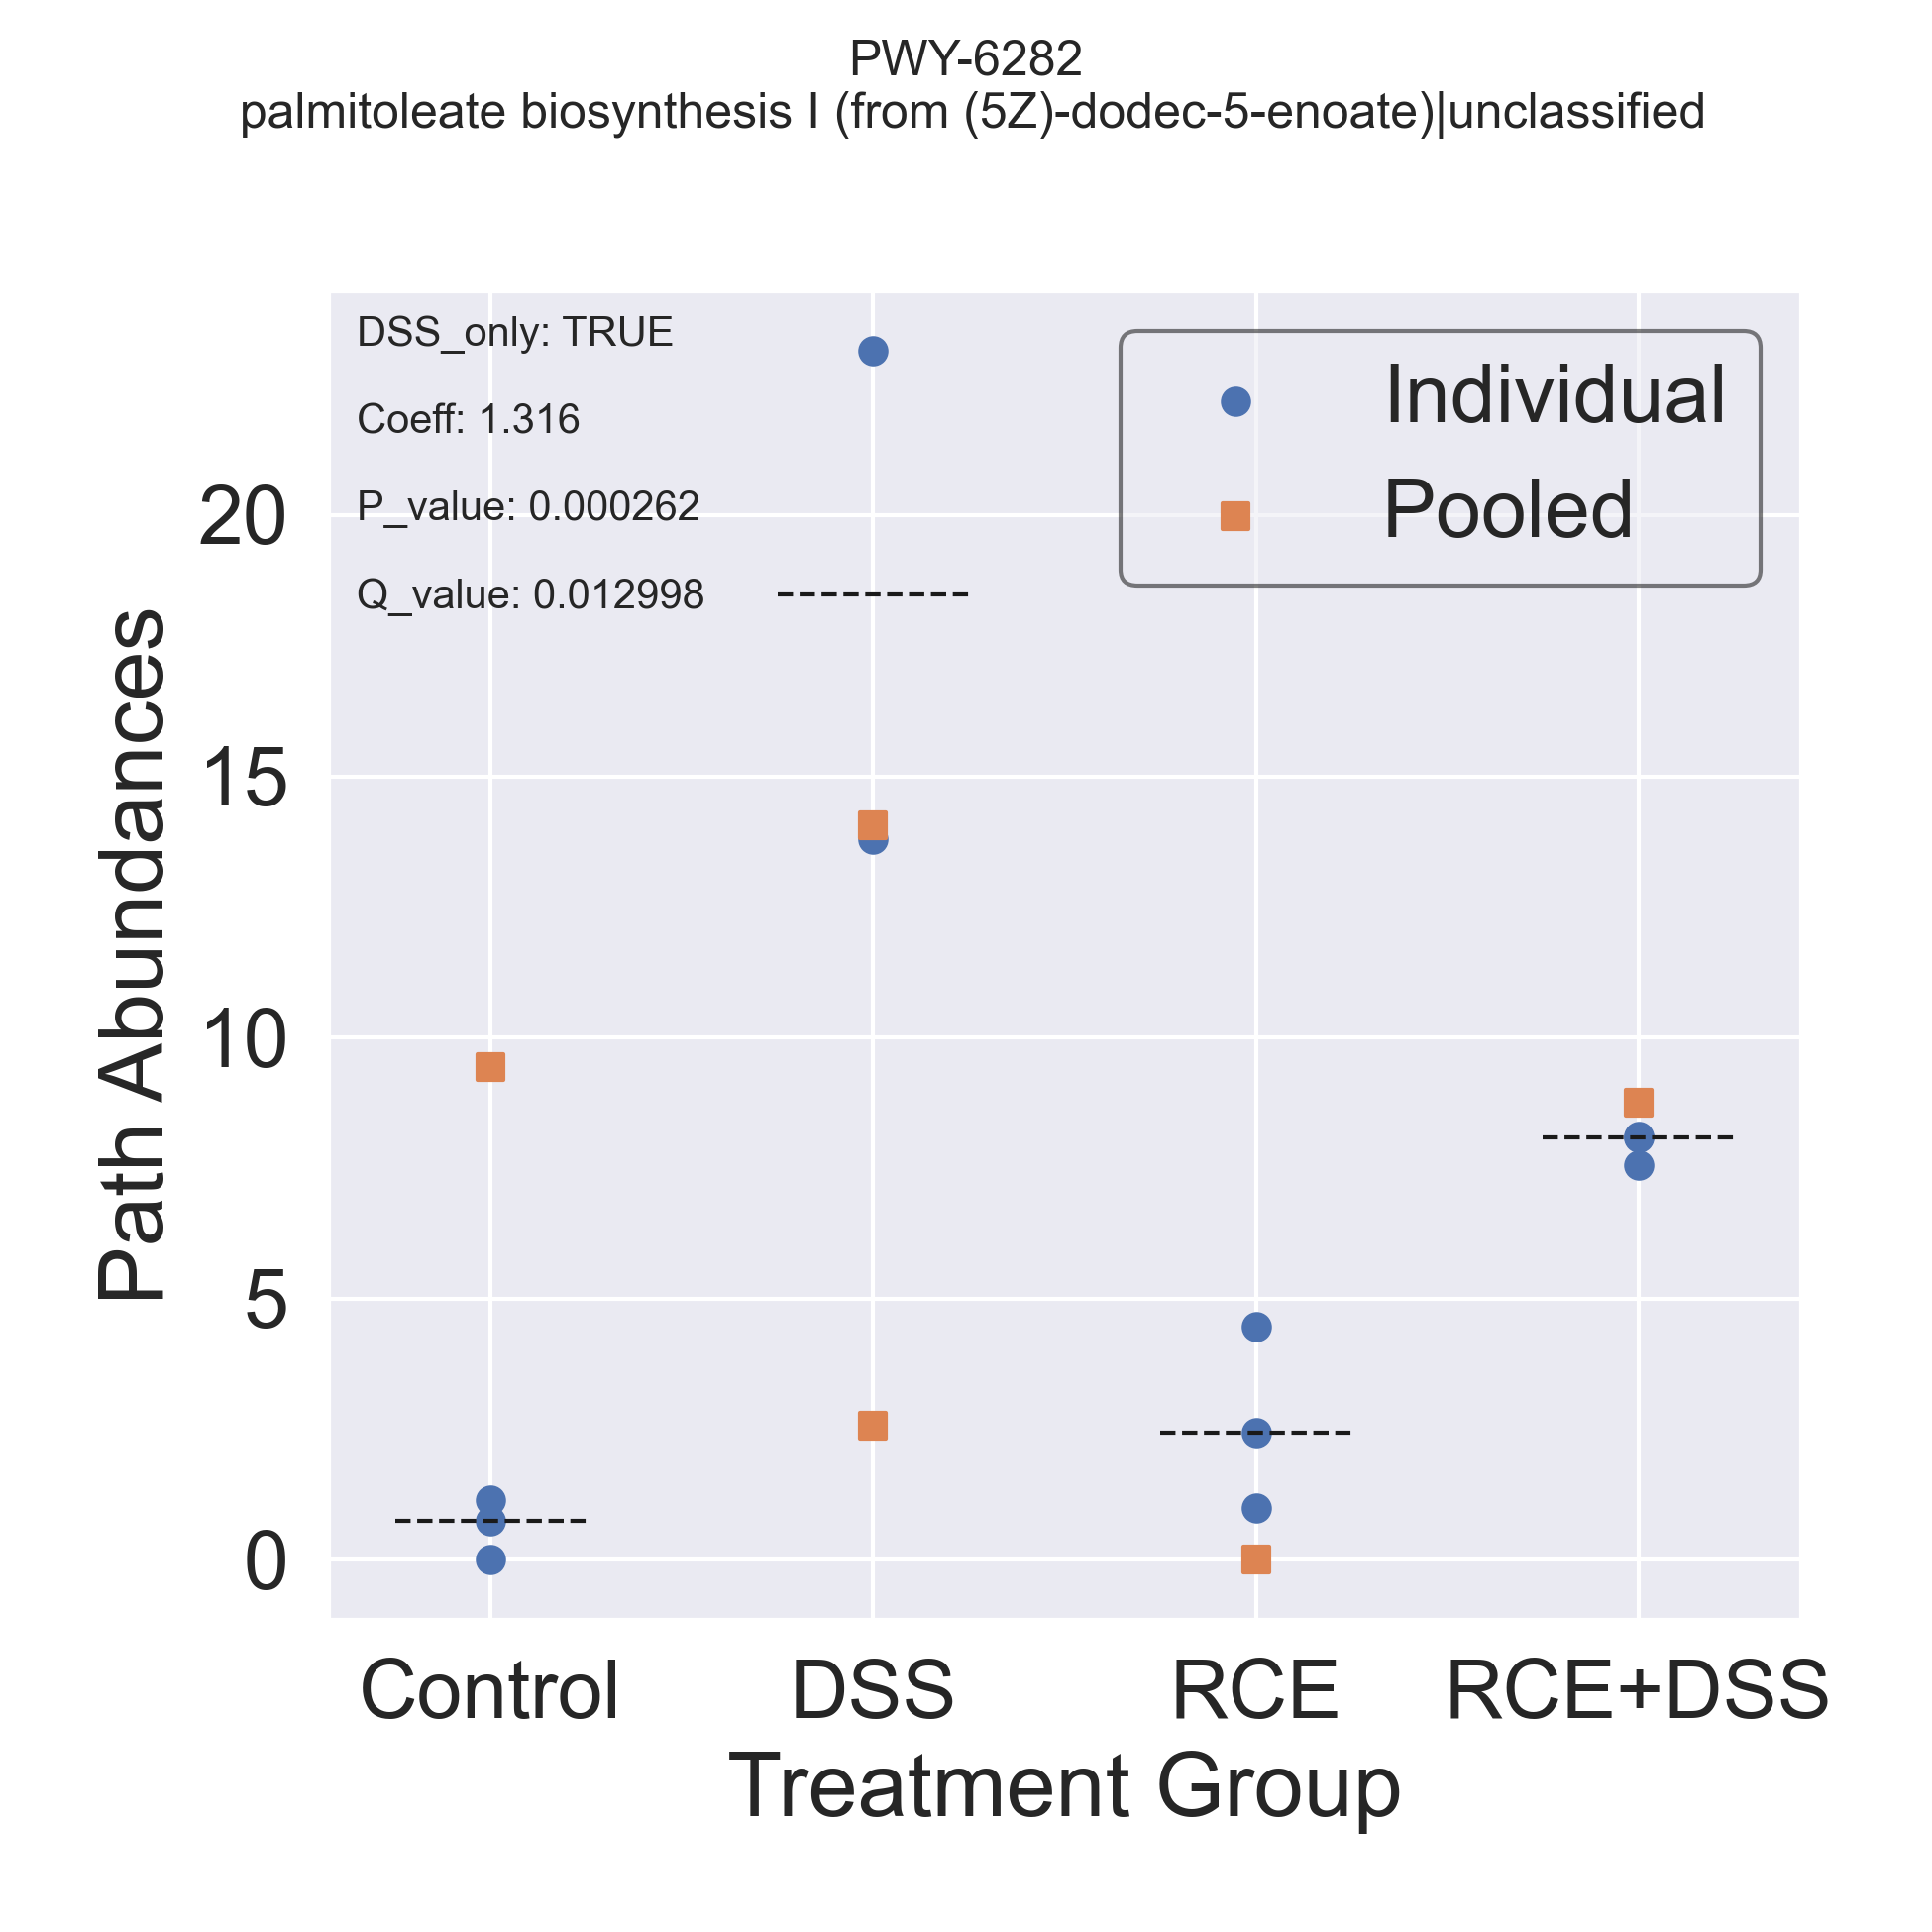 PWY-6282
palmitoleate biosynthesis I (from (5Z)-dodec-5-enoate)|unclassified
DSS_only: TRUE
Coeff: 1.316
P_value: 0.000262
Q_value: 0.012998
Individual
Pooled
Path Abundances
20
15
10
5
0
Control
DSS
RCE
RCE+DSS
Treatment Group